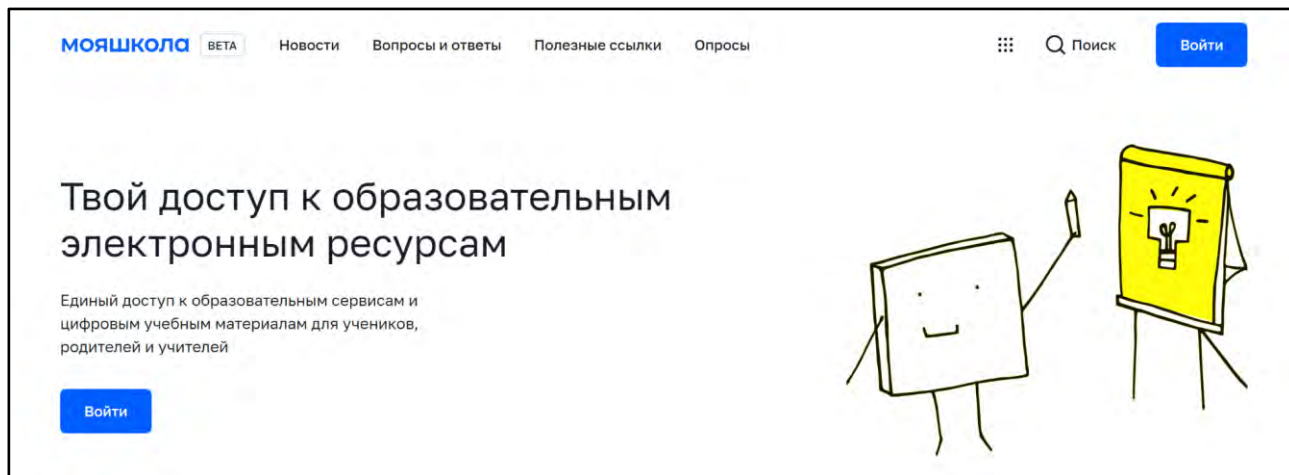 мояшкола BETA Новости Вопросы и ответы Полезные ссылки Опросы Поиск Войти
Твой доступ к образовательным
электронным ресурсам
Единый доступ к образовательным сервисам и
цифровым учебным материалам для учеников,
родителей и учителей
Войти